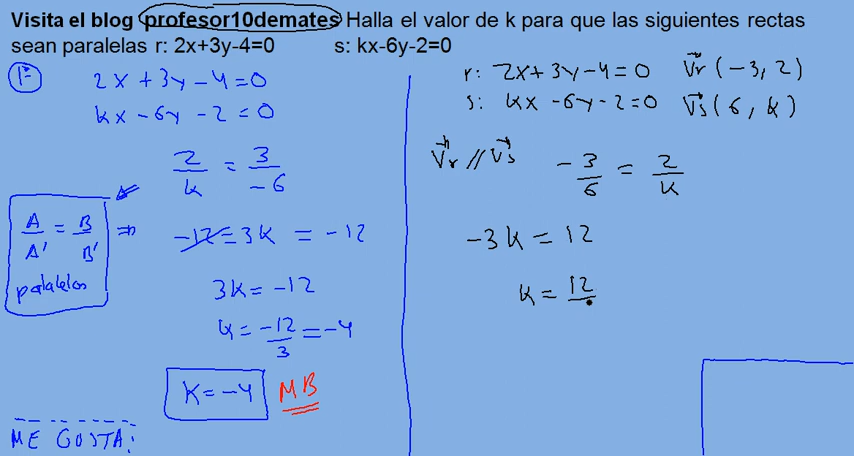 Visita el blog profesor10demates Halla el valor de k para que las siguientes rectas
sean paralelas r: 2x+3y-4=0 s: kx-6y-2=0
1ª
2x+3y-4=0
kx-6y-2=0
2/k = 3/-6
A/A' = B/B' ⇒
paralelas
-12=3k = -12
3k=-12
k=-12/3=-4
k=-4 MB
ME GOSTA!
r: 2x+3y-4=0 Vr(-3,2)
s: kx-6y-2=0 Vs(6,k)
Vr//Vs -3/6 = 2/k
-3k=12
k=12/